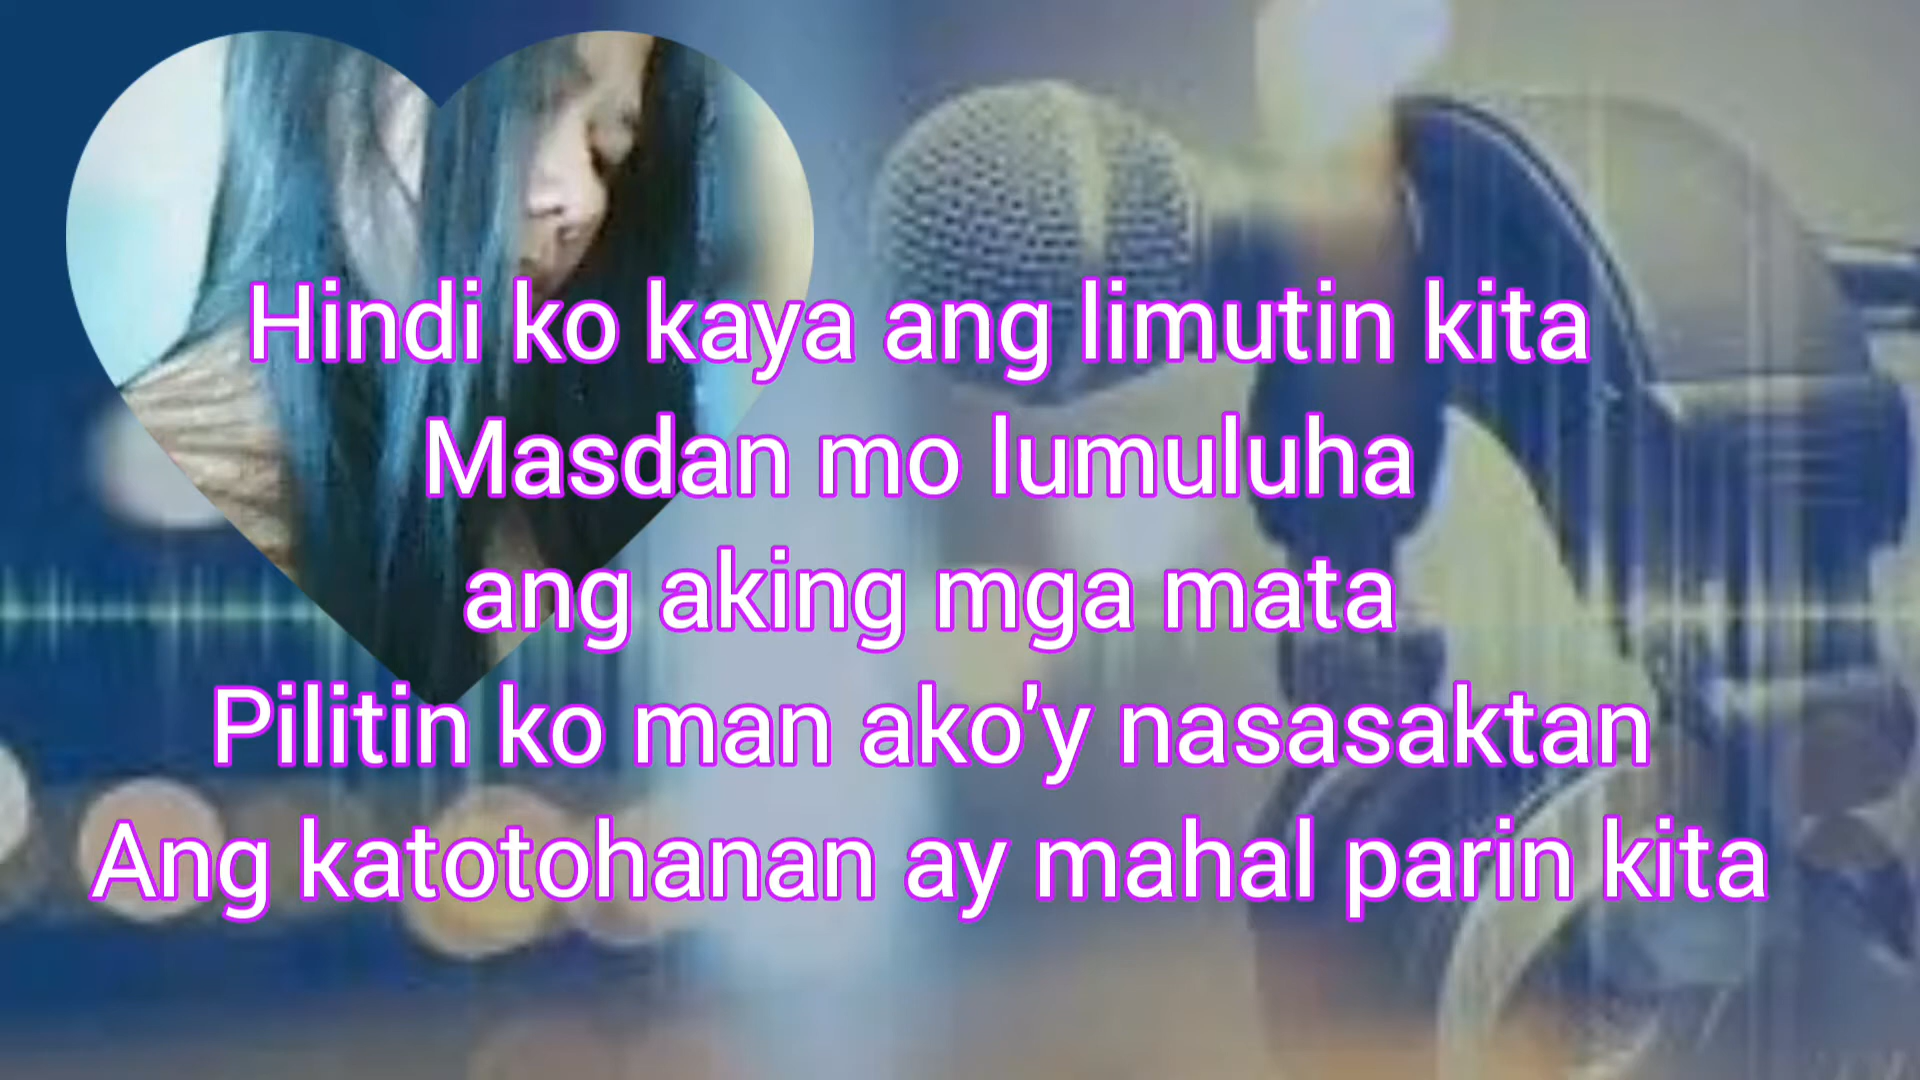 Hindi ko kaya ang limutin kita
Masdan mo lumuluha
ang aking mga mata
Pilitin ko man ako'y nasasaktan
Ang katotohanan ay mahal parin kita